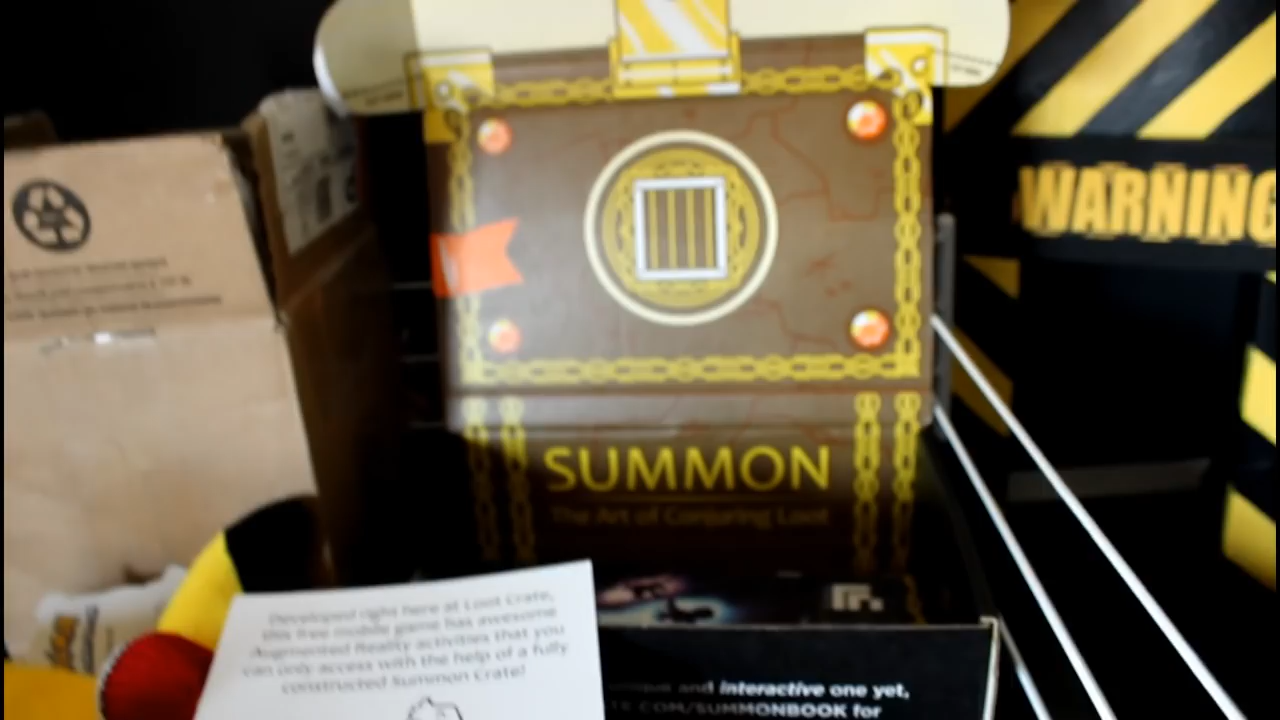 WARNING
SUMMON
The Art of Conjuring Loot
Developed right here at Loot Crate,
this free mobile game has awesome
Augmented Reality activities that you
can only access with the help of a fully
constructed Summon Crate!
and interactive one yet,
.COM/SUMMONBOOK for